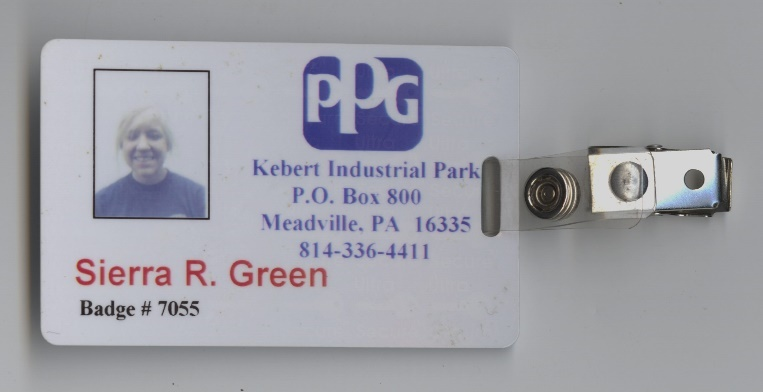 PPG
Kebert Industrial Park
P.O. Box 800
Meadville, PA 16335
814-336-4411
Sierra R. Green
Badge # 7055